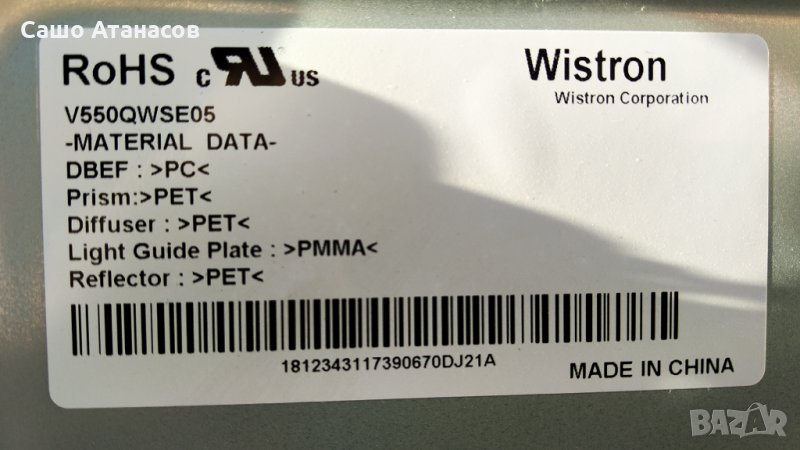 Сашо Атанасов
RoHS c RU US
Wistron
Wistron Corporation
V550QWSE05
-MATERIAL DATA-
DBEF : >PC<
Prism:>PET<
Diffuser : >PET<
Light Guide Plate : >PMMA<
Reflector : >PET<
1812343117390670DJ21A
MADE IN CHINA
BAZAR